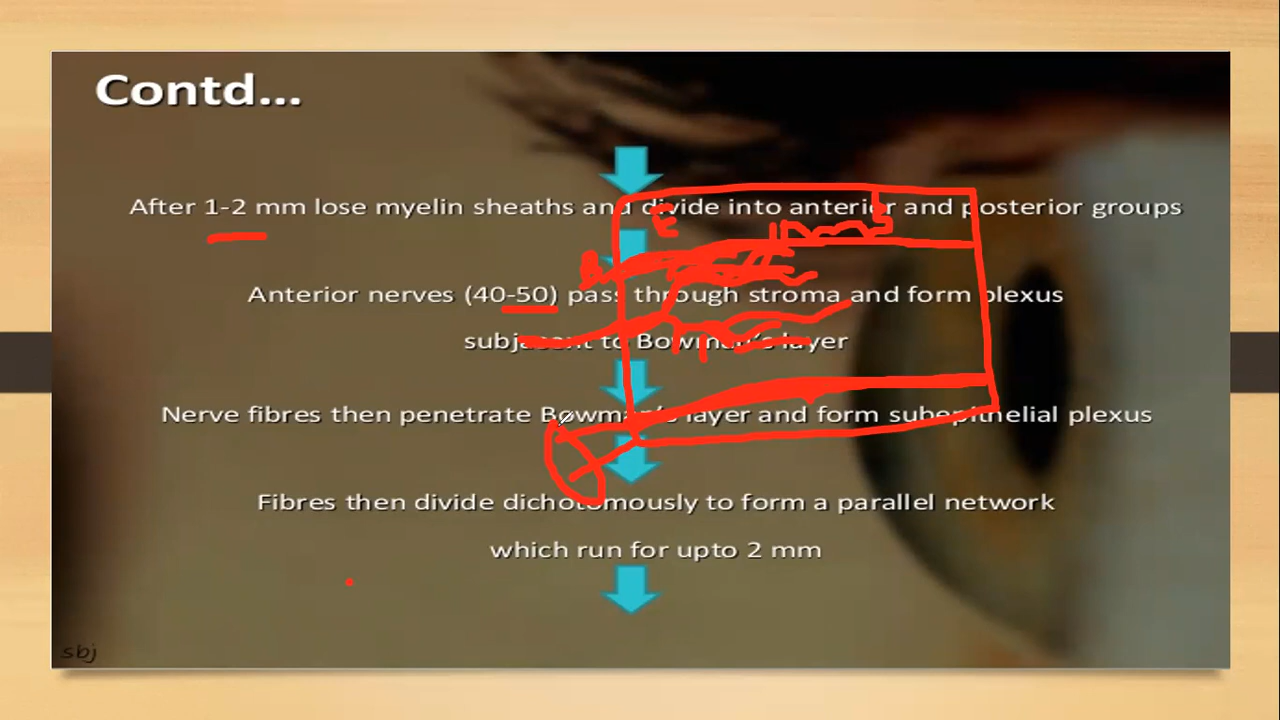 Contd...
After 1-2 mm lose myelin sheaths and divide into anterior and posterior groups
Anterior nerves (40-50) pass through stroma and form plexus
subjacent to Bowman's layer
Nerve fibres then penetrate Bowman's layer and form subepithelial plexus
Fibres then divide dichotomously to form a parallel network
which run for upto 2 mm
sbj